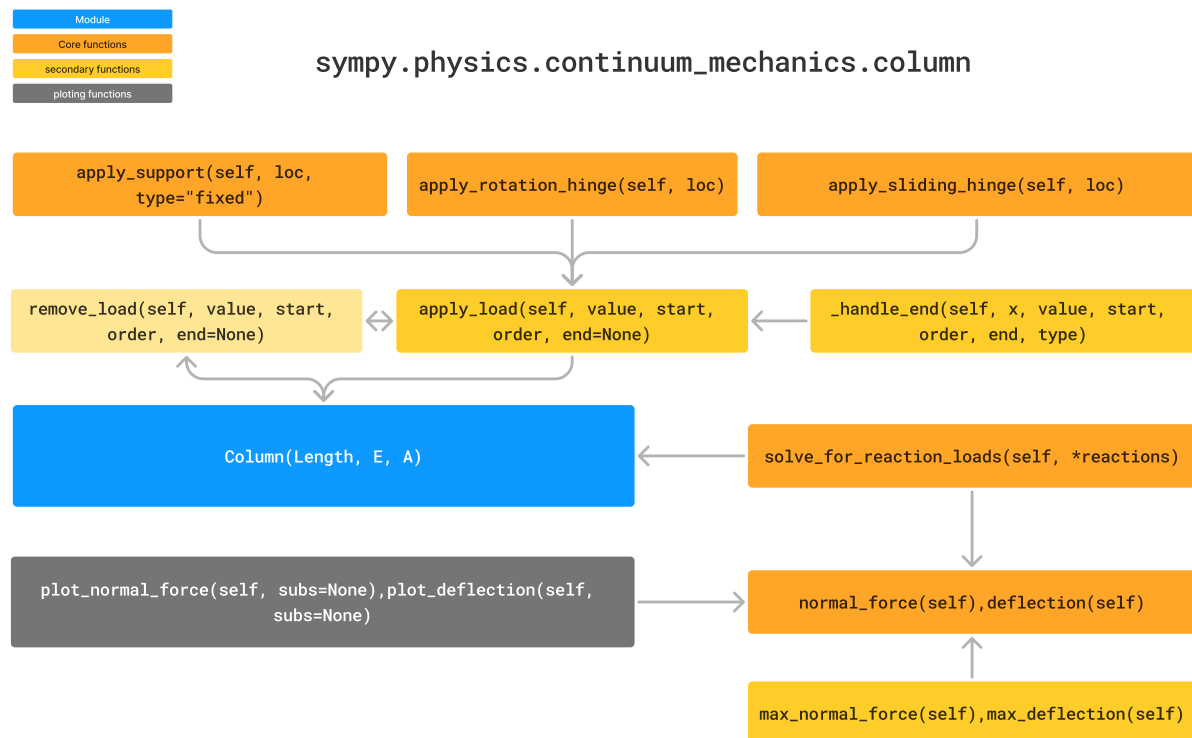 Module
Core functions
secondary functions
ploting functions
sympy.physics.continuum_mechanics.column
apply_support(self, loc,
type="fixed")
apply_rotation_hinge(self, loc)
apply_sliding_hinge(self, loc)
remove_load(self, value, start,
order, end=None)
apply_load(self, value, start,
order, end=None)
_handle_end(self, x, value, start,
order, end, type)
Column(Length, E, A)
solve_for_reaction_loads(self, *reactions)
plot_normal_force(self, subs=None),plot_deflection(self,
subs=None)
normal_force(self),deflection(self)
max_normal_force(self),max_deflection(self)